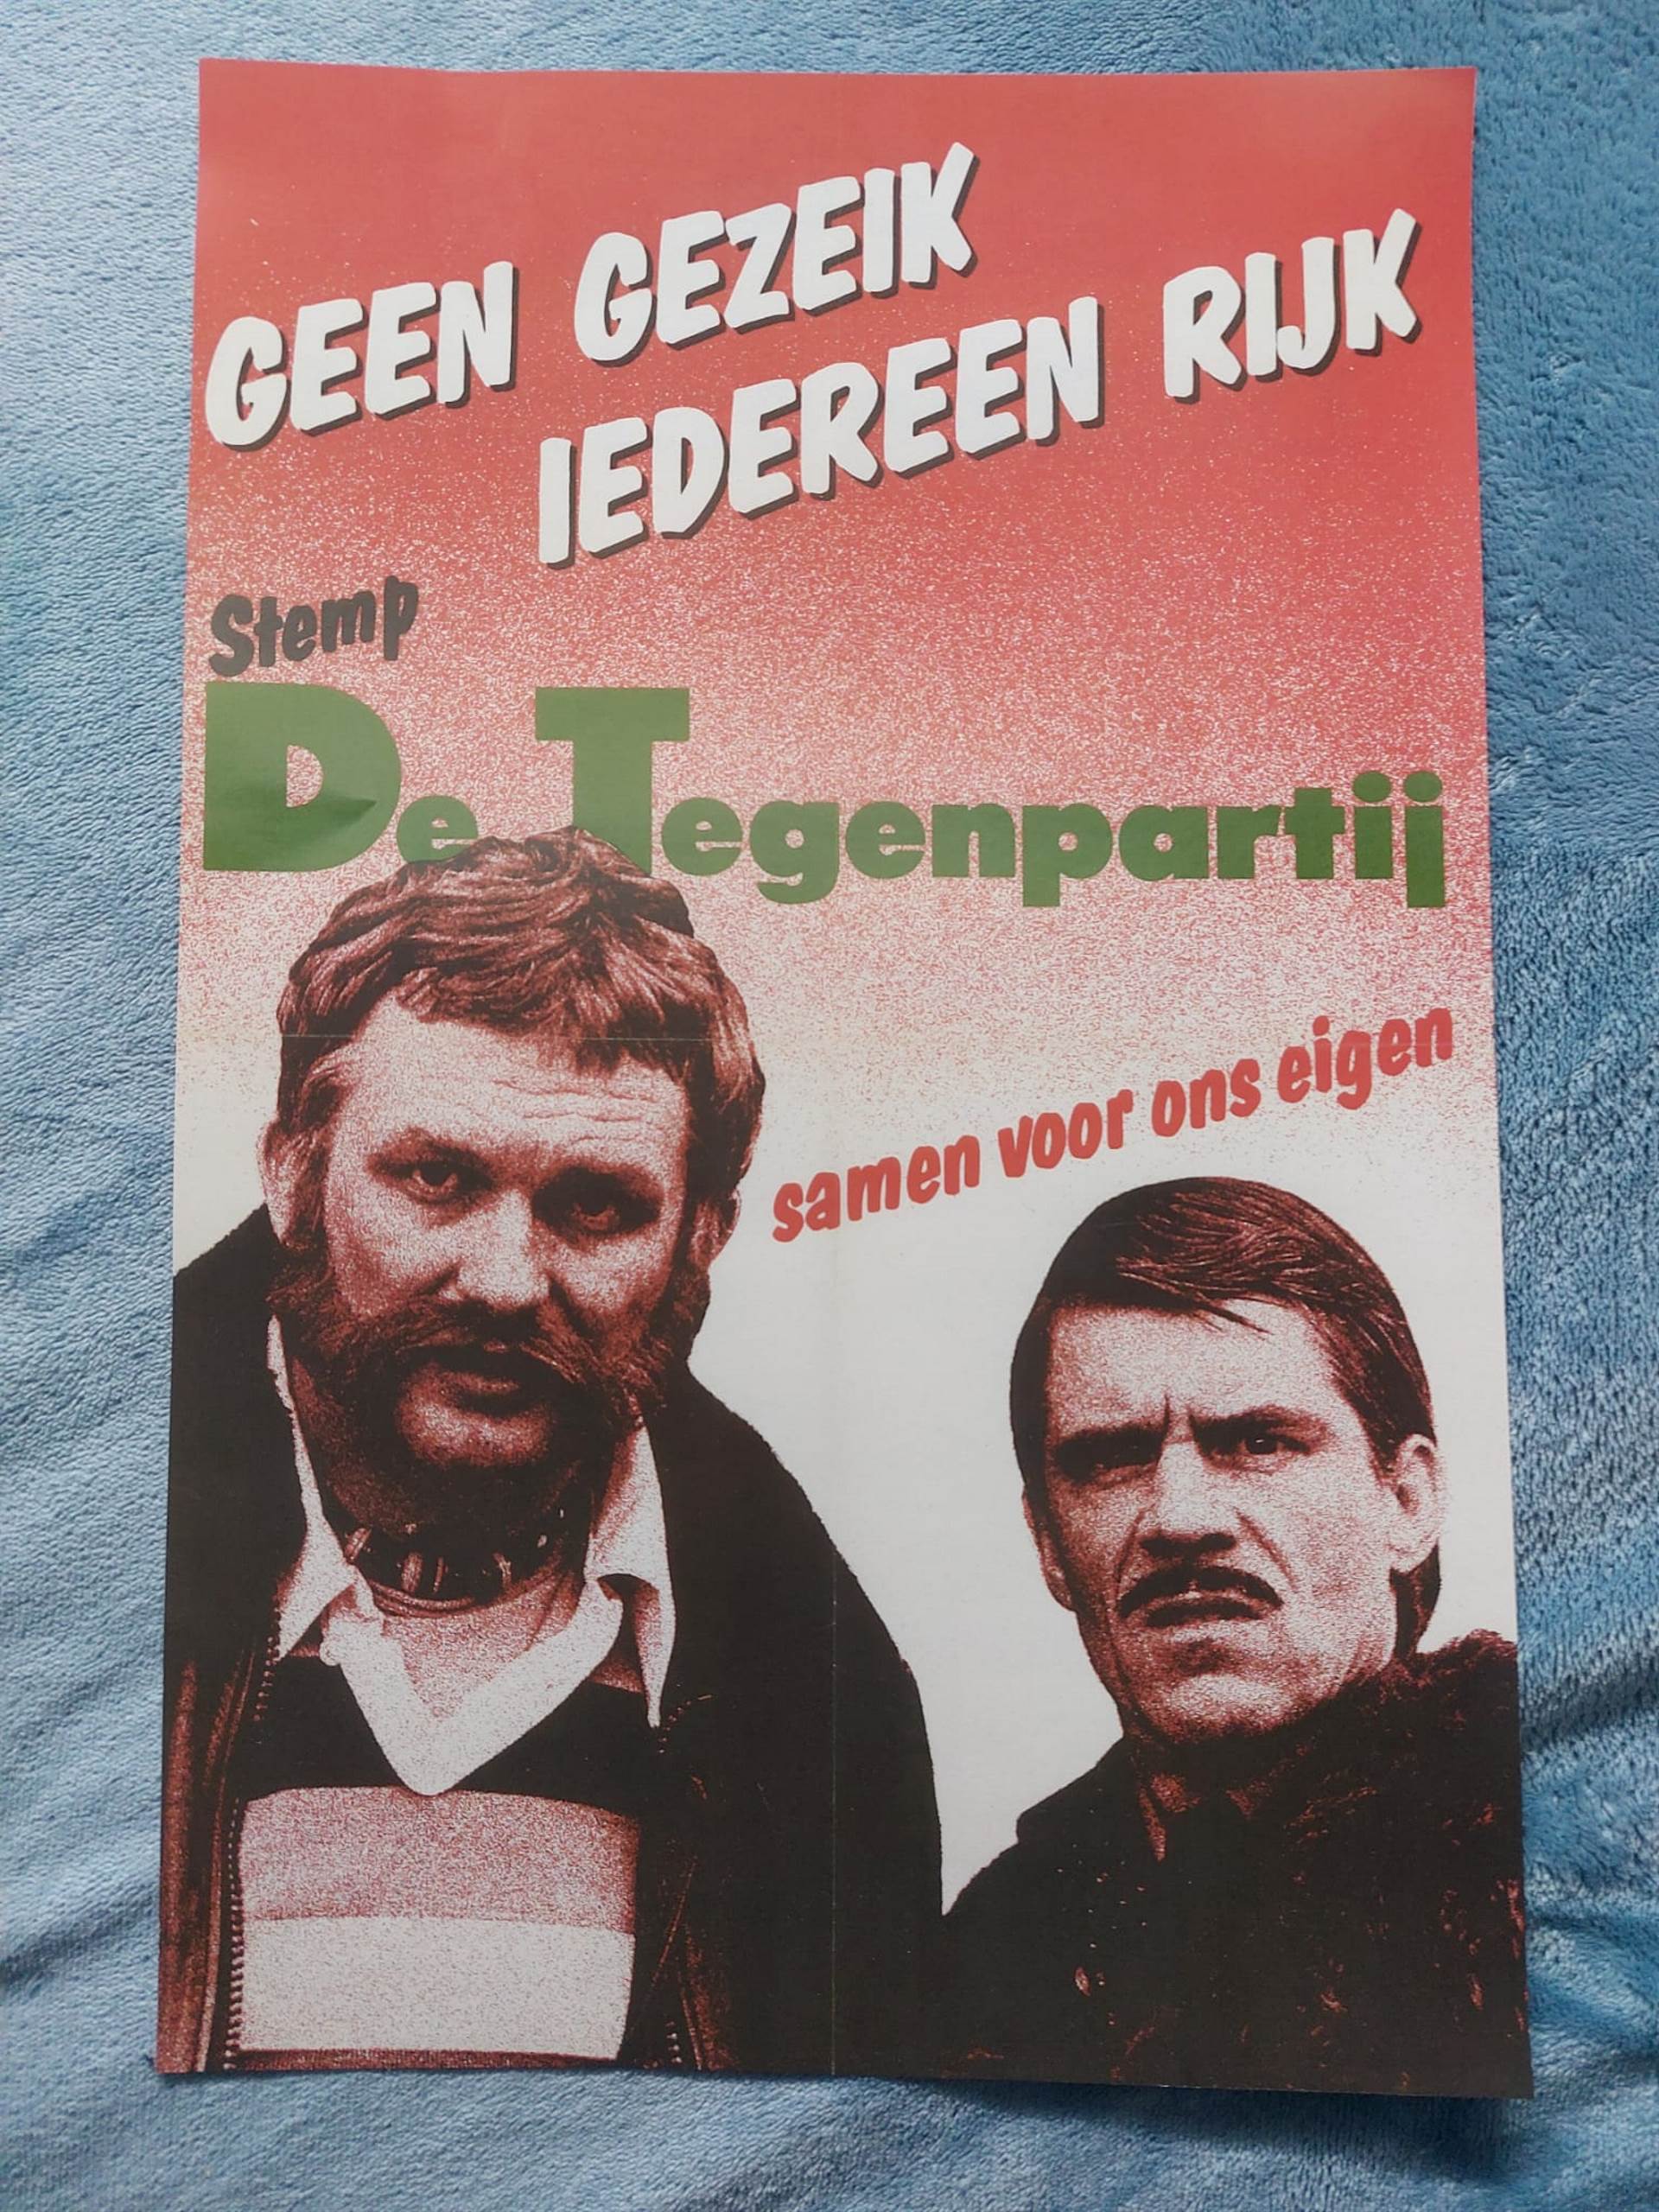 GEEN GEZEIK
IEDEREEN RIJK
Stemp
De Tegenpartij
samen voor ons eigen